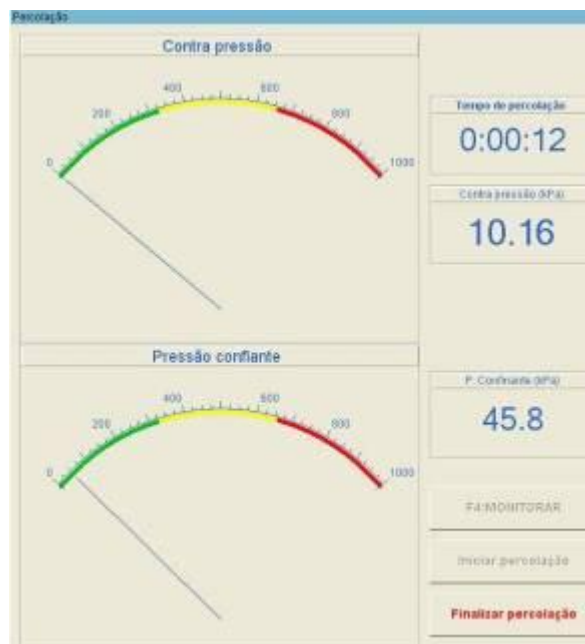 Percolação
Contra pressão
0 200 400 600 800 1000
Tempo de percolação
0:00:12
Contra pressão (kPa)
10.16
Pressão confiante
0 200 400 600 800 1000
P. Confinante (kPa)
45.8
F4:MONITORAR
Iniciar percolação
Finalizar percolação